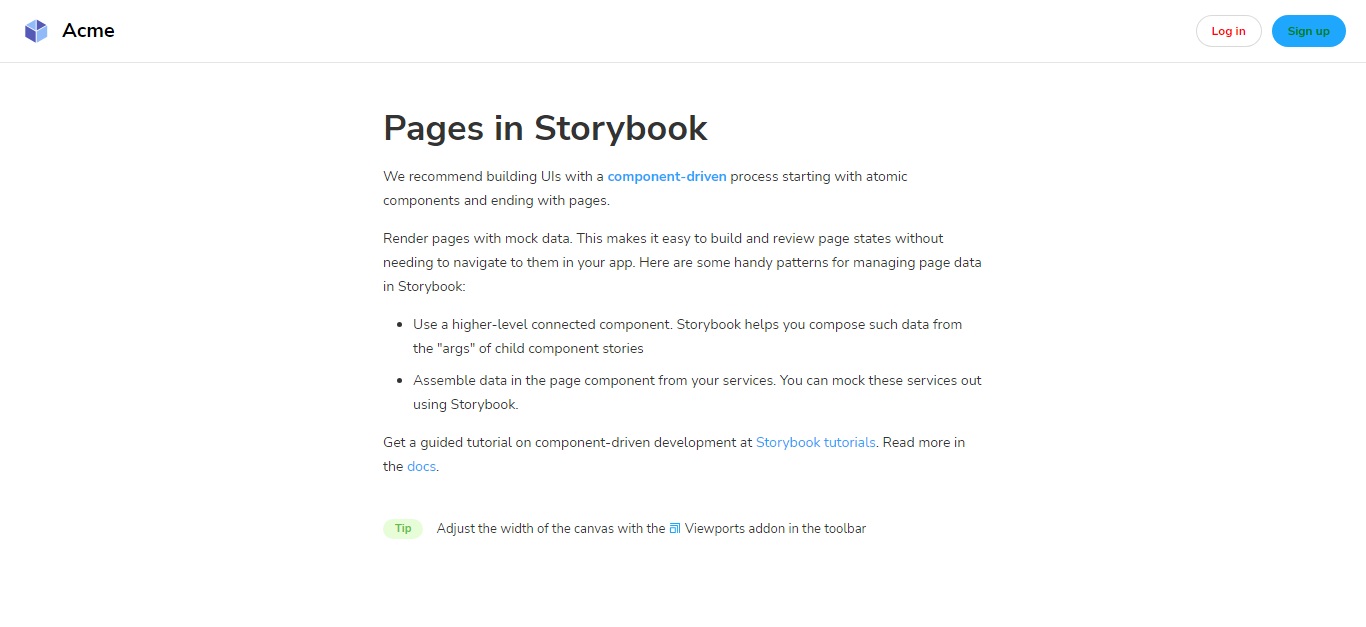 Acme
Log in
Sign up
Pages in Storybook
We recommend building UIs with a component-driven process starting with atomic
components and ending with pages.
Render pages with mock data. This makes it easy to build and review page states without
needing to navigate to them in your app. Here are some handy patterns for managing page data
in Storybook:
• Use a higher-level connected component. Storybook helps you compose such data from
the "args" of child component stories
• Assemble data in the page component from your services. You can mock these services out
using Storybook.
Get a guided tutorial on component-driven development at Storybook tutorials. Read more in
the docs.
Tip Adjust the width of the canvas with the Viewports addon in the toolbar